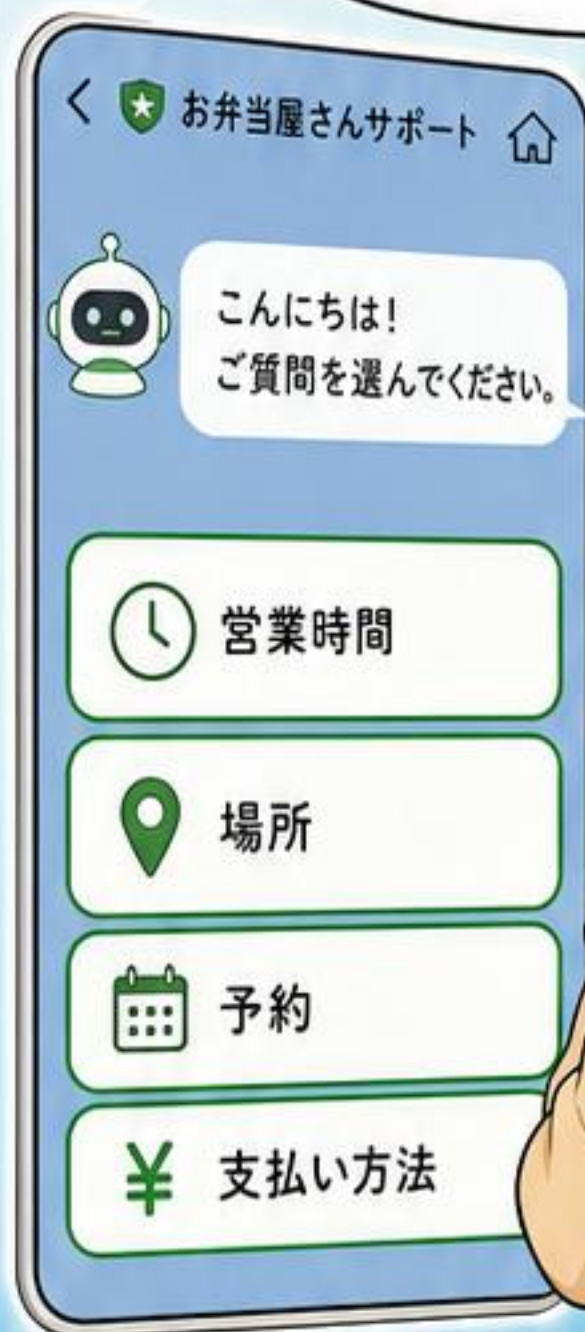 お弁当屋さんサポート
こんにちは!
ご質問を選んでください。
営業時間
場所
予約
¥ 支払い方法